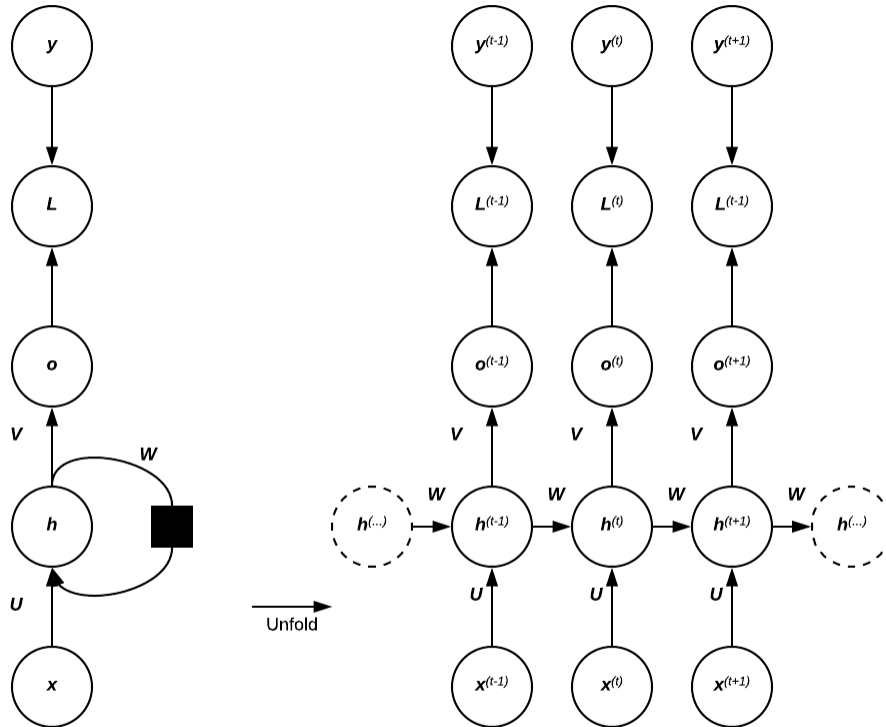 y
y(t-1)
y(t)
y(t+1)
L
L(t-1)
L(t)
L(t-1)
o
o(t-1)
o(t)
o(t+1)
V
V
V
V
W
h
h(...)
W
h(t-1)
W
h(t)
W
h(t+1)
W
h(...)
U
U
U
U
Unfold
x
x(t-1)
x(t)
x(t+1)